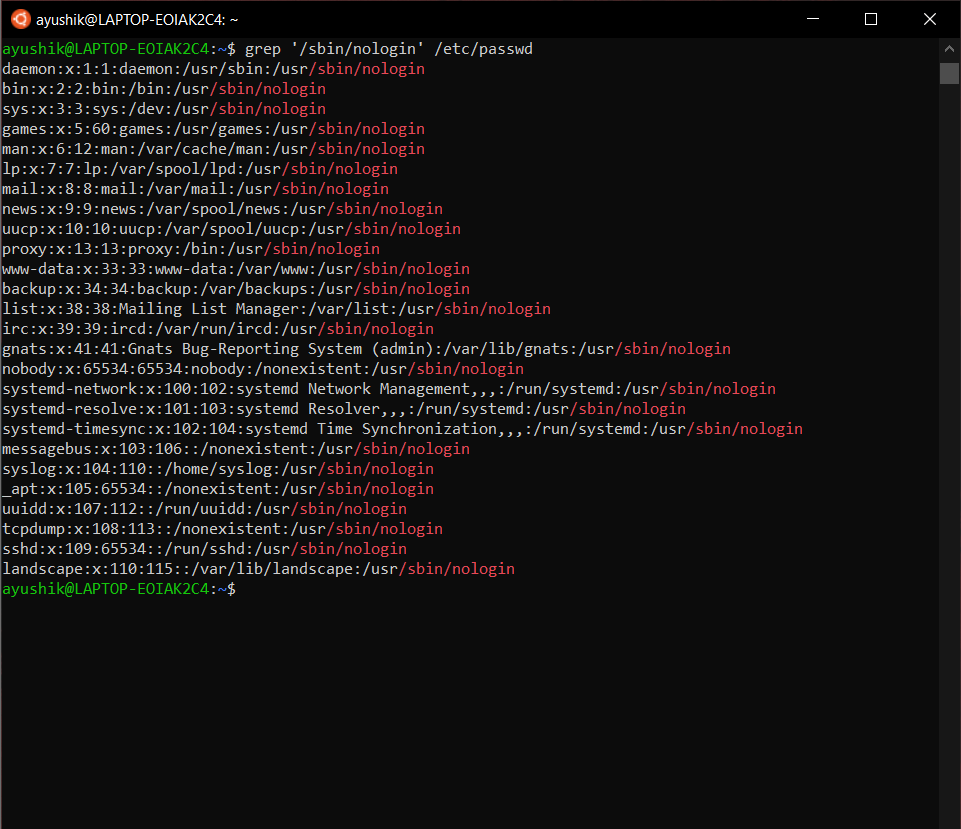 ayushik@LAPTOP-EOIAK2C4: ~
ayushik@LAPTOP-EOIAK2C4:~$ grep '/sbin/nologin' /etc/passwd
daemon:x:1:1:daemon:/usr/sbin:/usr/sbin/nologin
bin:x:2:2:bin:/bin:/usr/sbin/nologin
sys:x:3:3:sys:/dev:/usr/sbin/nologin
games:x:5:60:games:/usr/games:/usr/sbin/nologin
man:x:6:12:man:/var/cache/man:/usr/sbin/nologin
lp:x:7:7:lp:/var/spool/lpd:/usr/sbin/nologin
mail:x:8:8:mail:/var/mail:/usr/sbin/nologin
news:x:9:9:news:/var/spool/news:/usr/sbin/nologin
uucp:x:10:10:uucp:/var/spool/uucp:/usr/sbin/nologin
proxy:x:13:13:proxy:/bin:/usr/sbin/nologin
www-data:x:33:33:www-data:/var/www:/usr/sbin/nologin
backup:x:34:34:backup:/var/backups:/usr/sbin/nologin
list:x:38:38:Mailing List Manager:/var/list:/usr/sbin/nologin
irc:x:39:39:ircd:/var/run/ircd:/usr/sbin/nologin
gnats:x:41:41:Gnats Bug-Reporting System (admin):/var/lib/gnats:/usr/sbin/nologin
nobody:x:65534:65534:nobody:/nonexistent:/usr/sbin/nologin
systemd-network:x:100:102:systemd Network Management,,,:/run/systemd:/usr/sbin/nologin
systemd-resolve:x:101:103:systemd Resolver,,,:/run/systemd:/usr/sbin/nologin
systemd-timesync:x:102:104:systemd Time Synchronization,,,:/run/systemd:/usr/sbin/nologin
messagebus:x:103:106::/nonexistent:/usr/sbin/nologin
syslog:x:104:110::/home/syslog:/usr/sbin/nologin
_apt:x:105:65534::/nonexistent:/usr/sbin/nologin
uuidd:x:107:112::/run/uuidd:/usr/sbin/nologin
tcpdump:x:108:113::/nonexistent:/usr/sbin/nologin
sshd:x:109:65534::/run/sshd:/usr/sbin/nologin
landscape:x:110:115::/var/lib/landscape:/usr/sbin/nologin
ayushik@LAPTOP-EOIAK2C4:~$